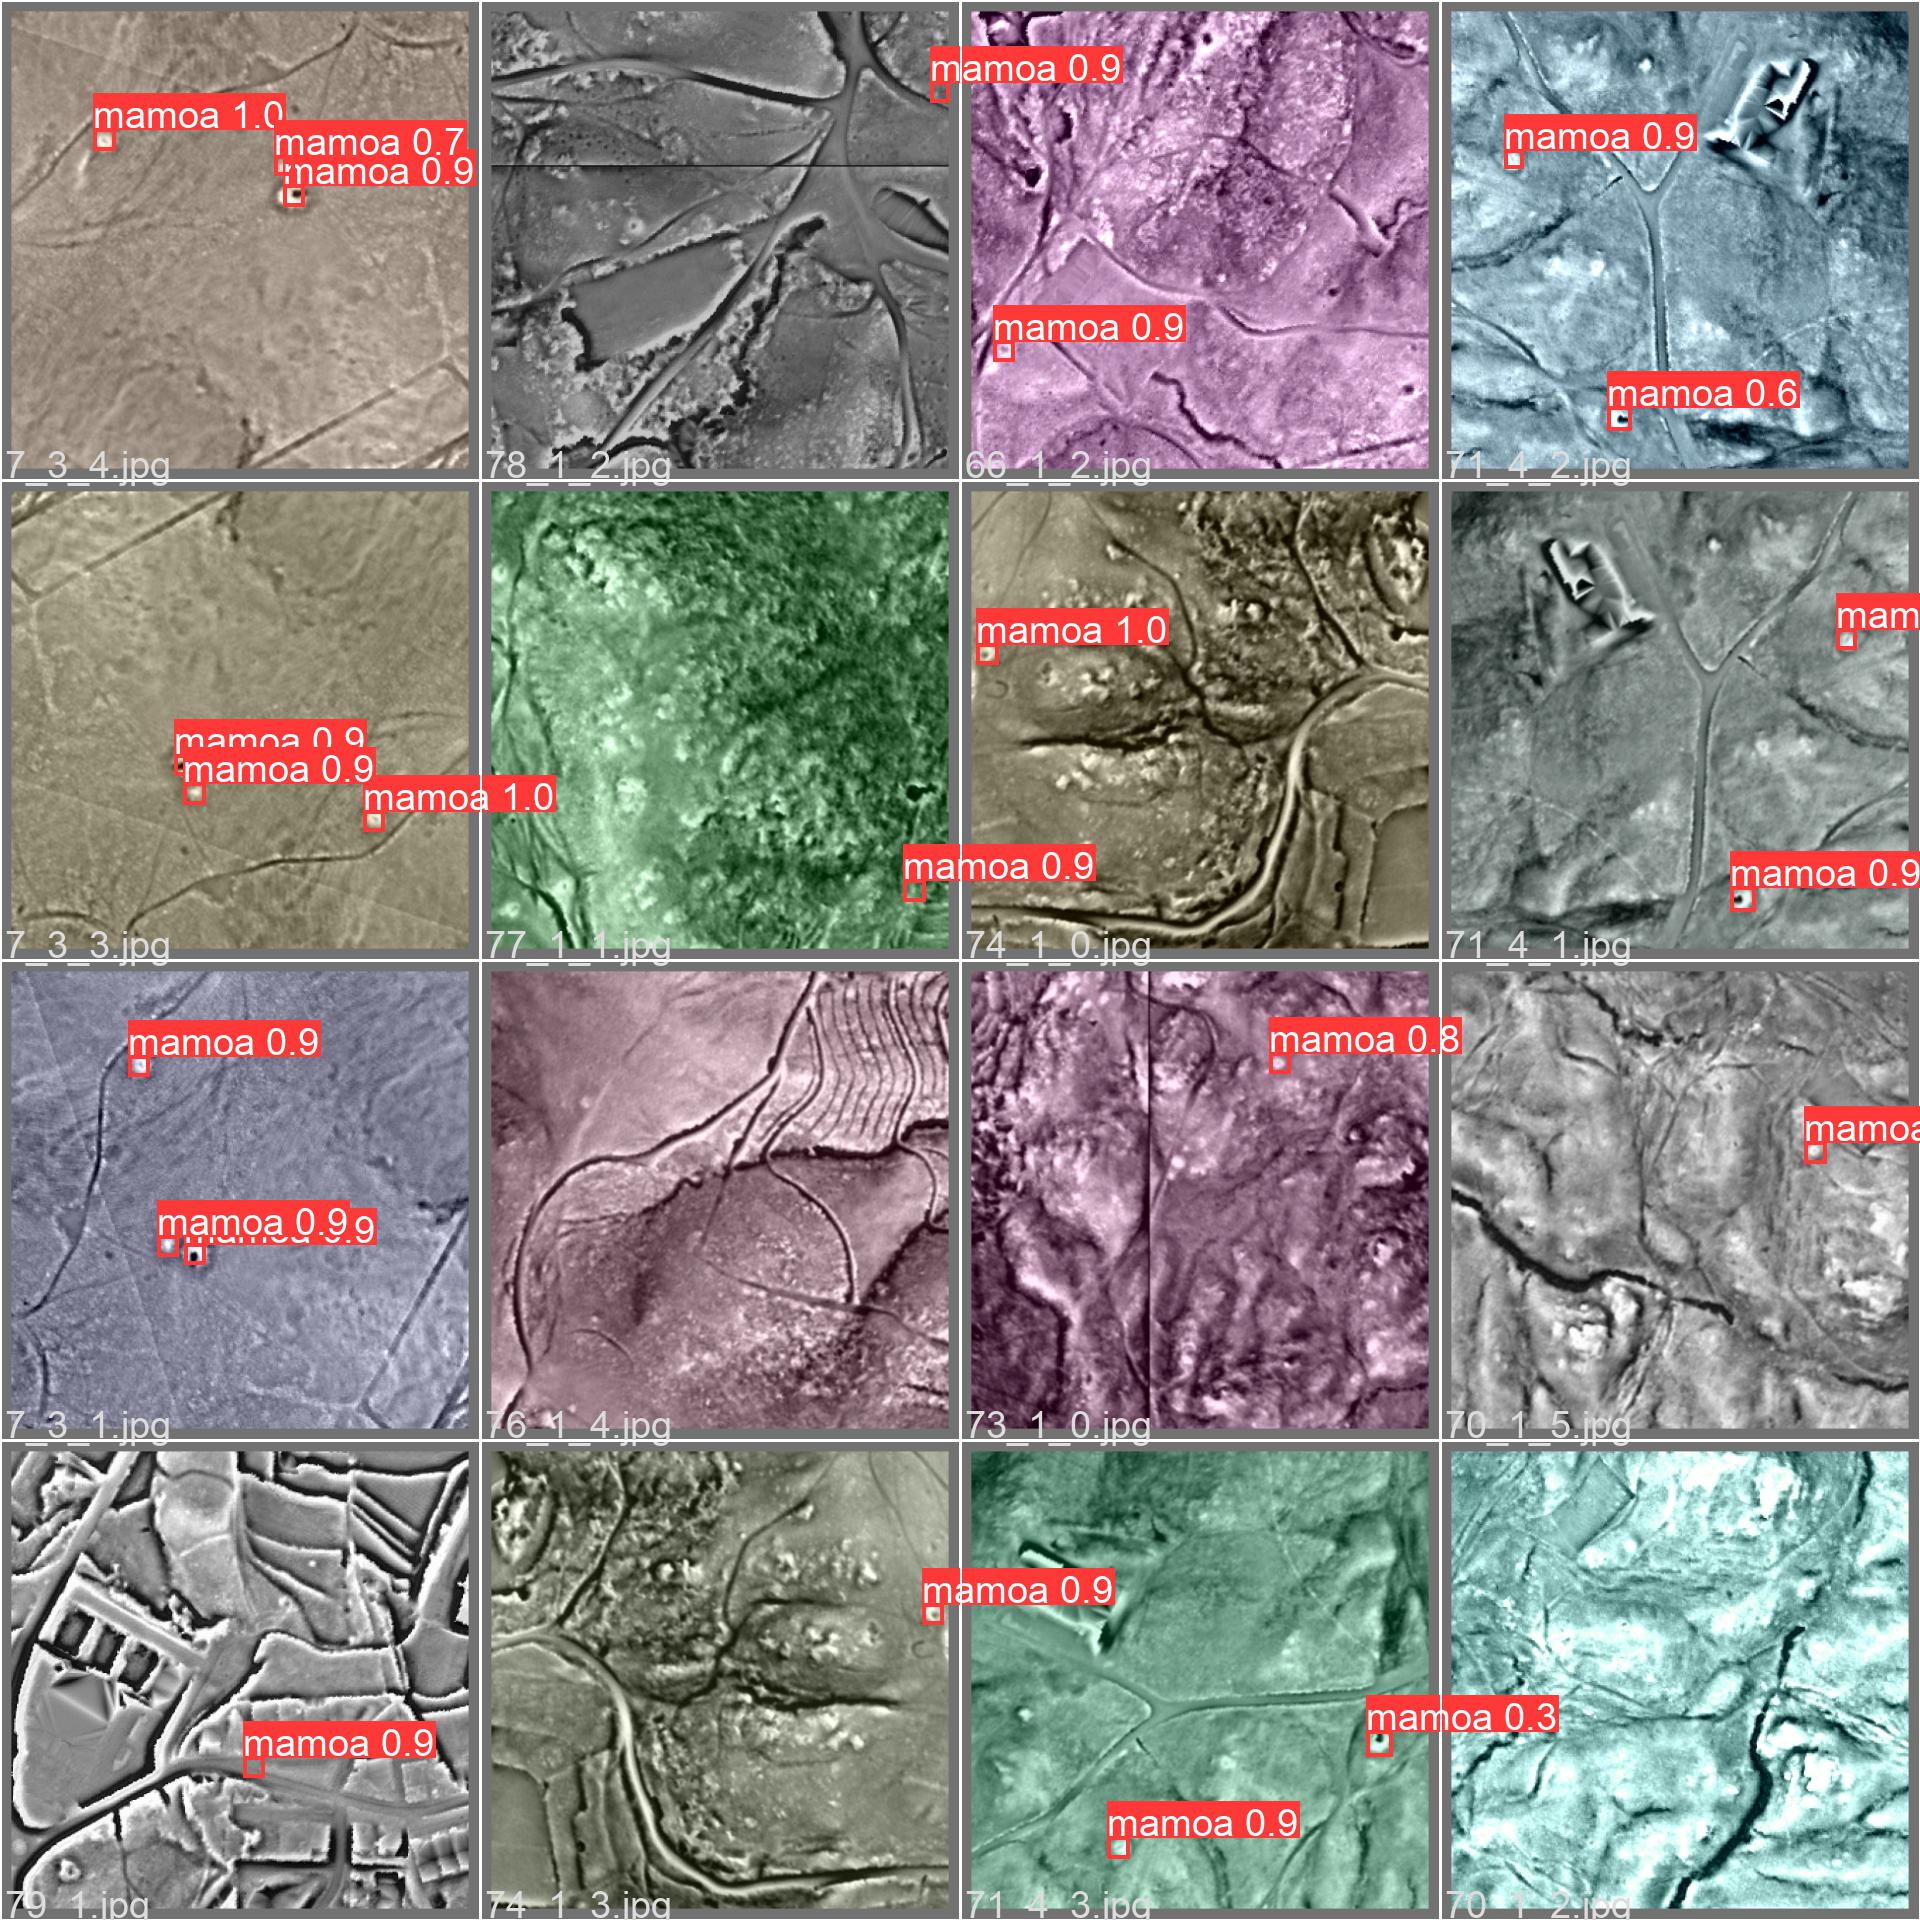 mamoa 1.0
mamoa 0.7
mamoa 0.9
7_3_4.jpg
mamoa 0.9
78_1_2.jpg
mamoa 0.9
66_1_2.jpg
mamoa 0.9
mamoa 0.6
71_4_2.jpg
mamoa 0.9
mamoa 0.9
mamoa 1.0
7_3_3.jpg
mamoa 0.9
77_1_1.jpg
mamoa 1.0
74_1_0.jpg
mam
mamoa 0.9
71_4_1.jpg
mamoa 0.9
mamoa 0.9
.9
7_3_1.jpg
76_1_4.jpg
mamoa 0.8
73_1_0.jpg
mamoa
70_1_5.jpg
mamoa 0.9
79_1.jpg
mamoa 0.9
74_1_3.jpg
mamoa 0.3
mamoa 0.9
71_4_3.jpg
70_1_2.jpg